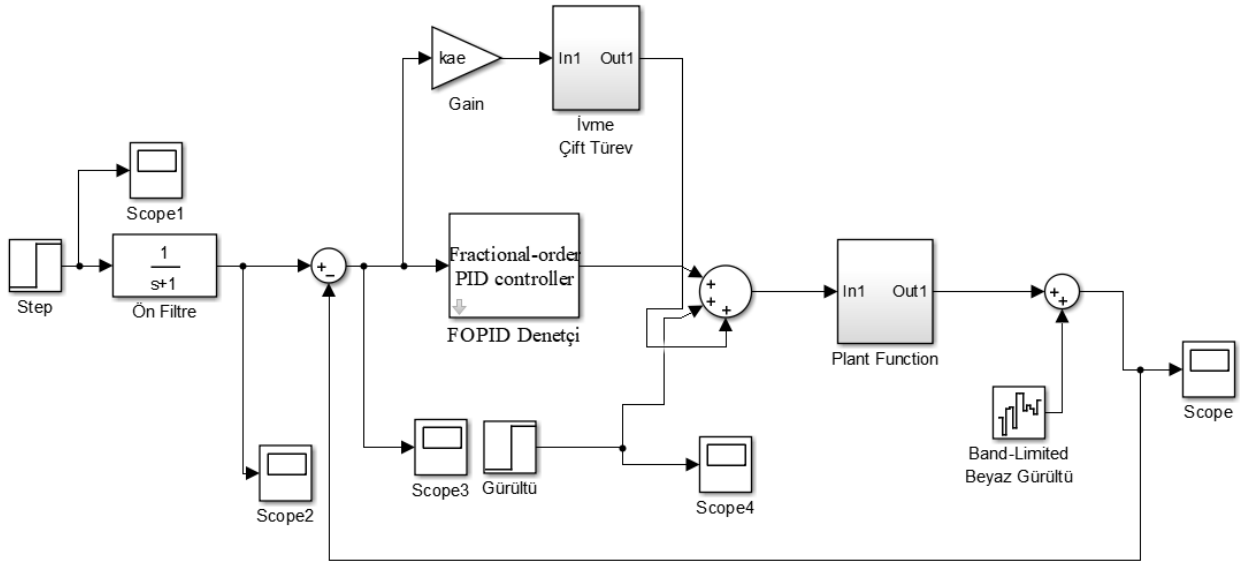 kae
Gain
In1 Out1
İvme
Çift Türev
Scope1
Step
1
s+1
Ön Filtre
+
−
Fractional-order
PID controller
FOPID Denetçi
+
+
+
In1 Out1
Plant Function
+
+
Scope
Band-Limited
Beyaz Gürültü
Scope2
Scope3
Gürültü
Scope4